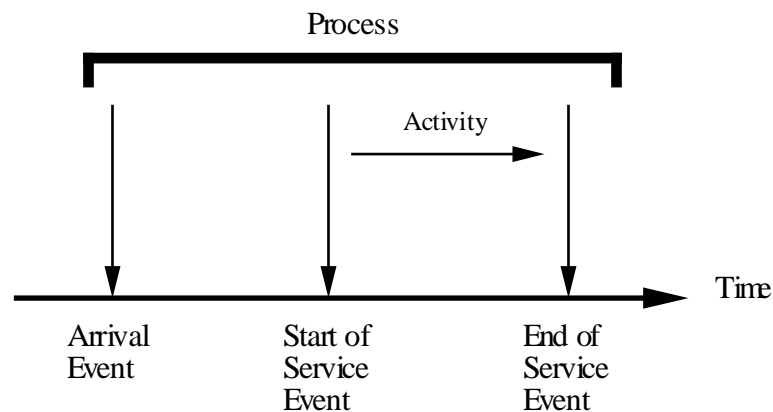 Process
Activity
Time
Arrival
Event
Start of
Service
Event
End of
Service
Event